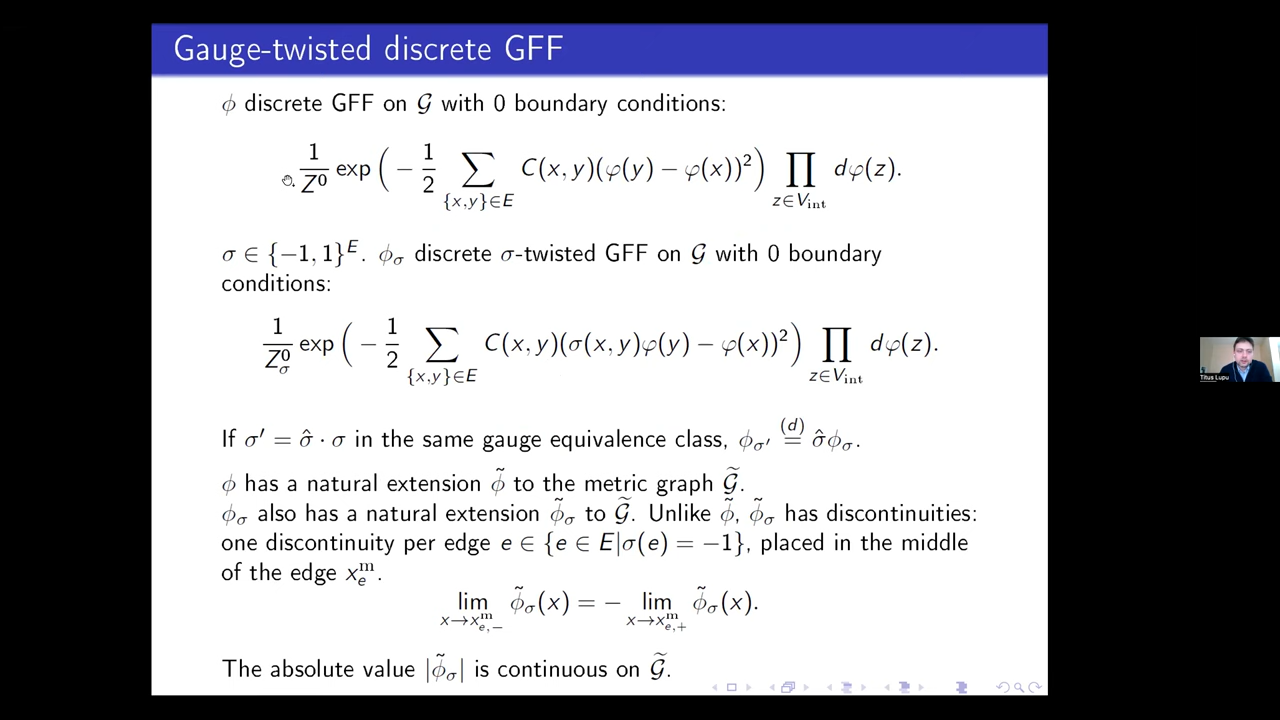 Gauge-twisted discrete GFF
ϕ discrete GFF on 𝒢 with 0 boundary conditions:
1/Z⁰ exp ( − 1/2 ∑_{{x,y}∈E} C(x, y)(φ(y) − φ(x))² ) ∏_{z∈V_int} dφ(z).
σ ∈ {−1, 1}^E. ϕ_σ discrete σ-twisted GFF on 𝒢 with 0 boundary
conditions:
1/Z⁰_σ exp ( − 1/2 ∑_{{x,y}∈E} C(x, y)(σ(x, y)φ(y) − φ(x))² ) ∏_{z∈V_int} dφ(z).
If σ′ = σ̂ · σ in the same gauge equivalence class, ϕ_σ′ (d)= σ̂ϕ_σ.
ϕ has a natural extension ϕ̃ to the metric graph 𝒢̃.
ϕ_σ also has a natural extension ϕ̃_σ to 𝒢̃. Unlike ϕ̃, ϕ̃_σ has discontinuities:
one discontinuity per edge e ∈ {e ∈ E|σ(e) = −1}, placed in the middle
of the edge x_e^m.
lim_{x→x^m_{e,−}} ϕ̃_σ(x) = − lim_{x→x^m_{e,+}} ϕ̃_σ(x).
The absolute value |ϕ̃_σ| is continuous on 𝒢̃.
Titus Lupu